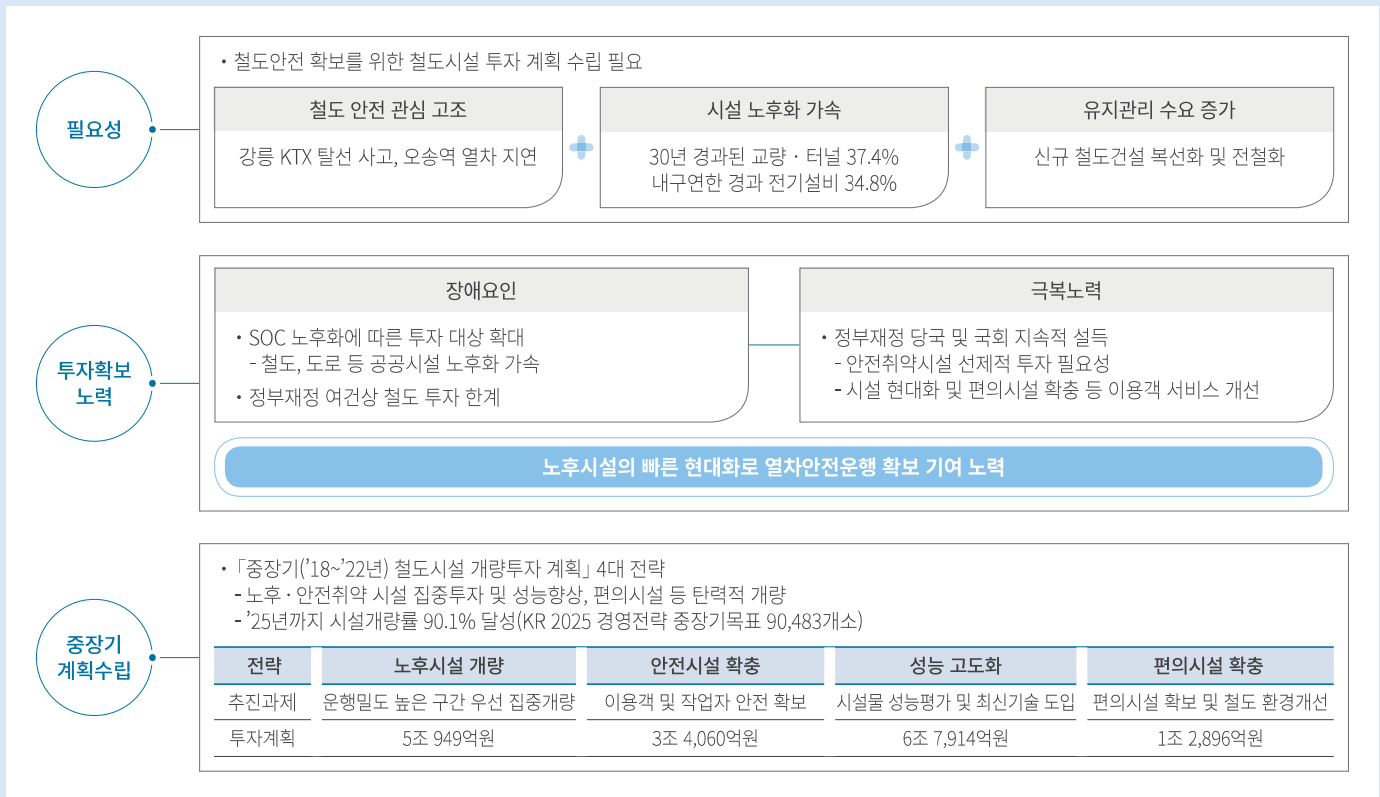 필요성
· 철도안전 확보를 위한 철도시설 투자 계획 수립 필요
철도 안전 관심 고조
강릉 KTX 탈선 사고, 오송역 열차 지연
시설 노후화 가속
30년 경과된 교량 · 터널 37.4%
내구연한 경과 전기설비 34.8%
유지관리 수요 증가
신규 철도건설 복선화 및 전철화
투자확보
노력
장애요인
· SOC 노후화에 따른 투자 대상 확대
- 철도, 도로 등 공공시설 노후화 가속
· 정부재정 여건상 철도 투자 한계
극복노력
· 정부재정 당국 및 국회 지속적 설득
- 안전취약시설 선제적 투자 필요성
- 시설 현대화 및 편의시설 확충 등 이용객 서비스 개선
노후시설의 빠른 현대화로 열차안전운행 확보 기여 노력
중장기
계획수립
· 「중장기(’18~’22년) 철도시설 개량투자 계획」 4대 전략
- 노후 · 안전취약 시설 집중투자 및 성능향상, 편의시설 등 탄력적 개량
- ’25년까지 시설개량률 90.1% 달성(KR 2025 경영전략 중장기목표 90,483개소)
전략 노후시설 개량 안전시설 확충 성능 고도화 편의시설 확충
추진과제 운행밀도 높은 구간 우선 집중개량 이용객 및 작업자 안전 확보 시설물 성능평가 및 최신기술 도입 편의시설 확보 및 철도 환경개선
투자계획 5조 949억원 3조 4,060억원 6조 7,914억원 1조 2,896억원